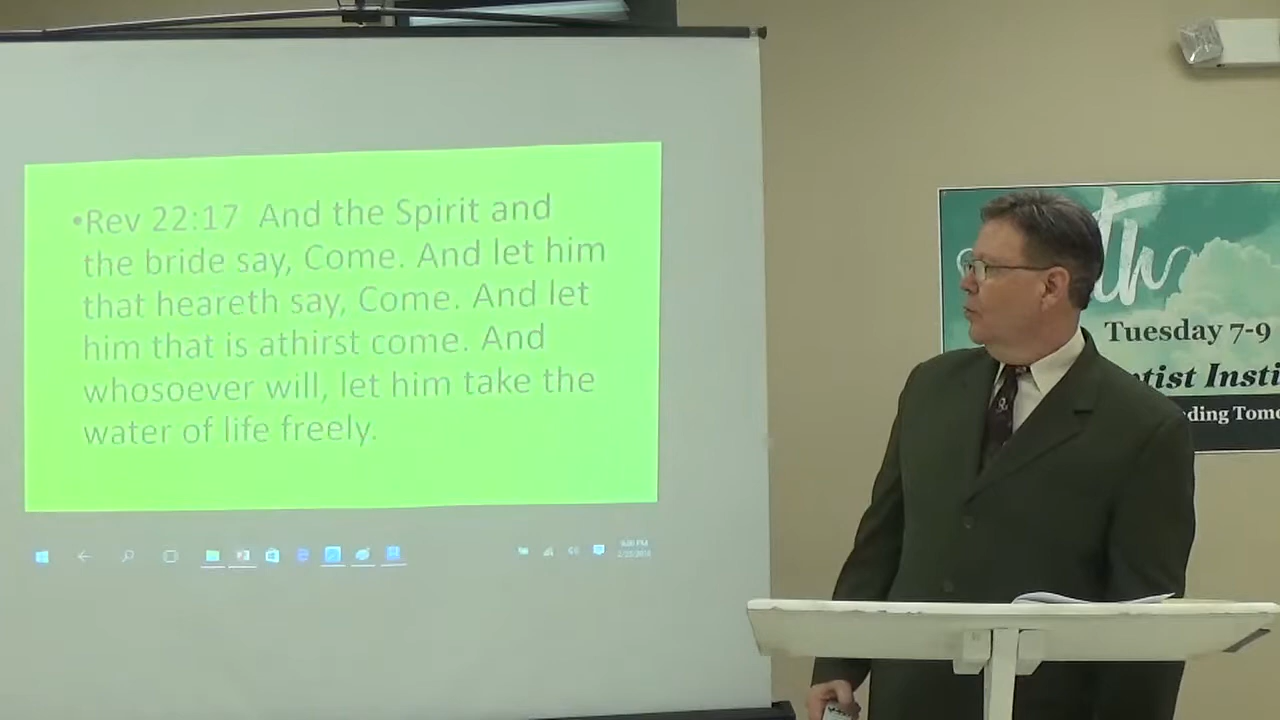 •Rev 22:17 And the Spirit and
the bride say, Come. And let him
that heareth say, Come. And let
him that is athirst come. And
whosoever will, let him take the
water of life freely.
th
Tuesday 7-9
tist Insti
ding Tomo